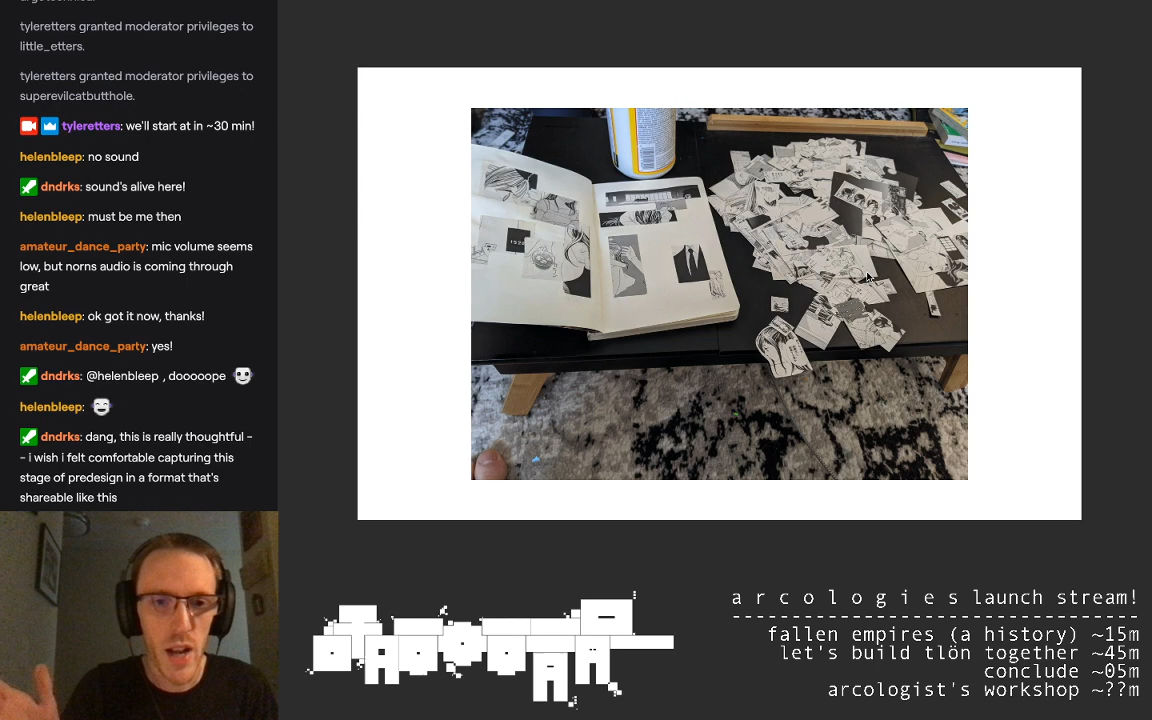 tyleretters granted moderator privileges to
little_etters.
tyleretters granted moderator privileges to
superevilcatbutthole.
tyleretters: we'll start at in ~30 min!
helenbleep: no sound
dndrks: sound's alive here!
helenbleep: must be me then
amateur_dance_party: mic volume seems
low, but norns audio is coming through
great
helenbleep: ok got it now, thanks!
amateur_dance_party: yes!
dndrks: @helenbleep , dooooope
helenbleep:
dndrks: dang, this is really thoughtful –
– i wish i felt comfortable capturing this
stage of predesign in a format that's
shareable like this
a r c o l o g i e s launch stream!
--------------------------------------
fallen empires (a history) ~15m
let's build tlön together ~45m
conclude ~05m
arcologist's workshop ~??m